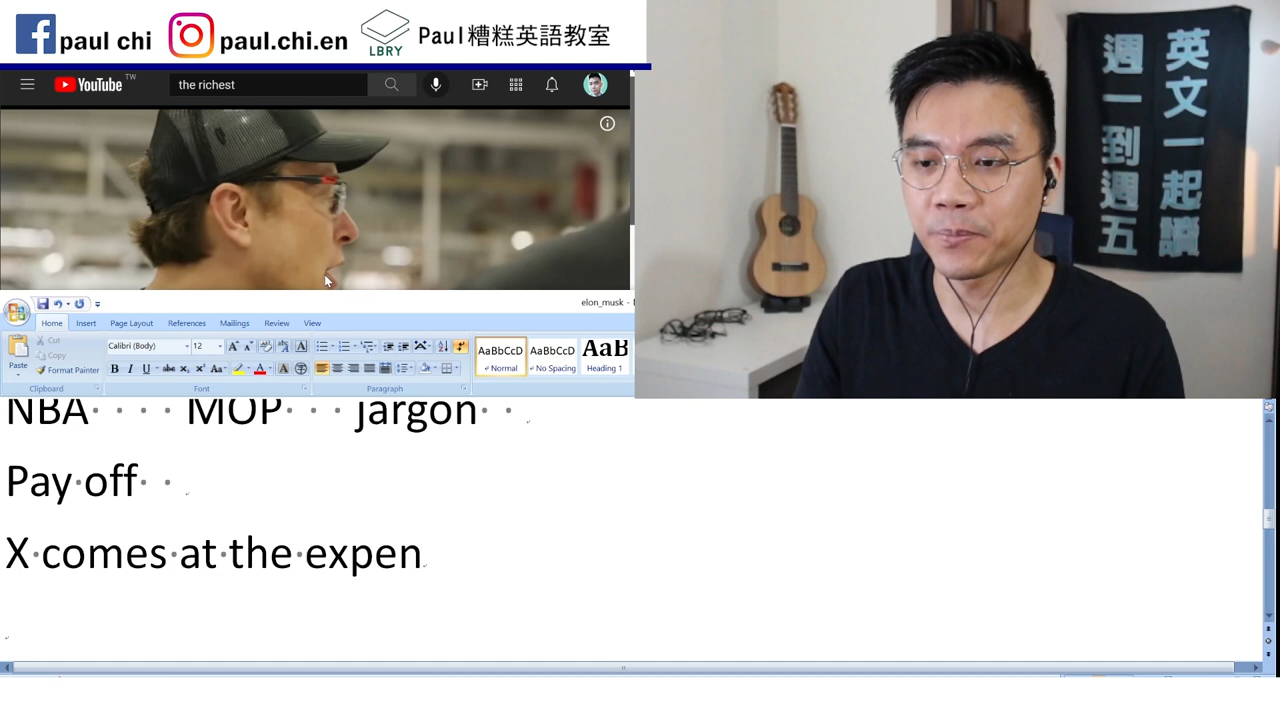 paul chi paul.chi.en LBRY Paul糟糕英語教室
YouTube TW the richest
英文一起讀
週一到週五
elon_musk -
Home Insert Page Layout References Mailings Review View
Cut
Copy
Format Painter
Paste
Calibri (Body) 12
AaBbCcD AaBbCcD AaB
Normal No Spacing Heading 1
Clipboard Font Paragraph
NBA MOP jargon
Pay off
X comes at the expen